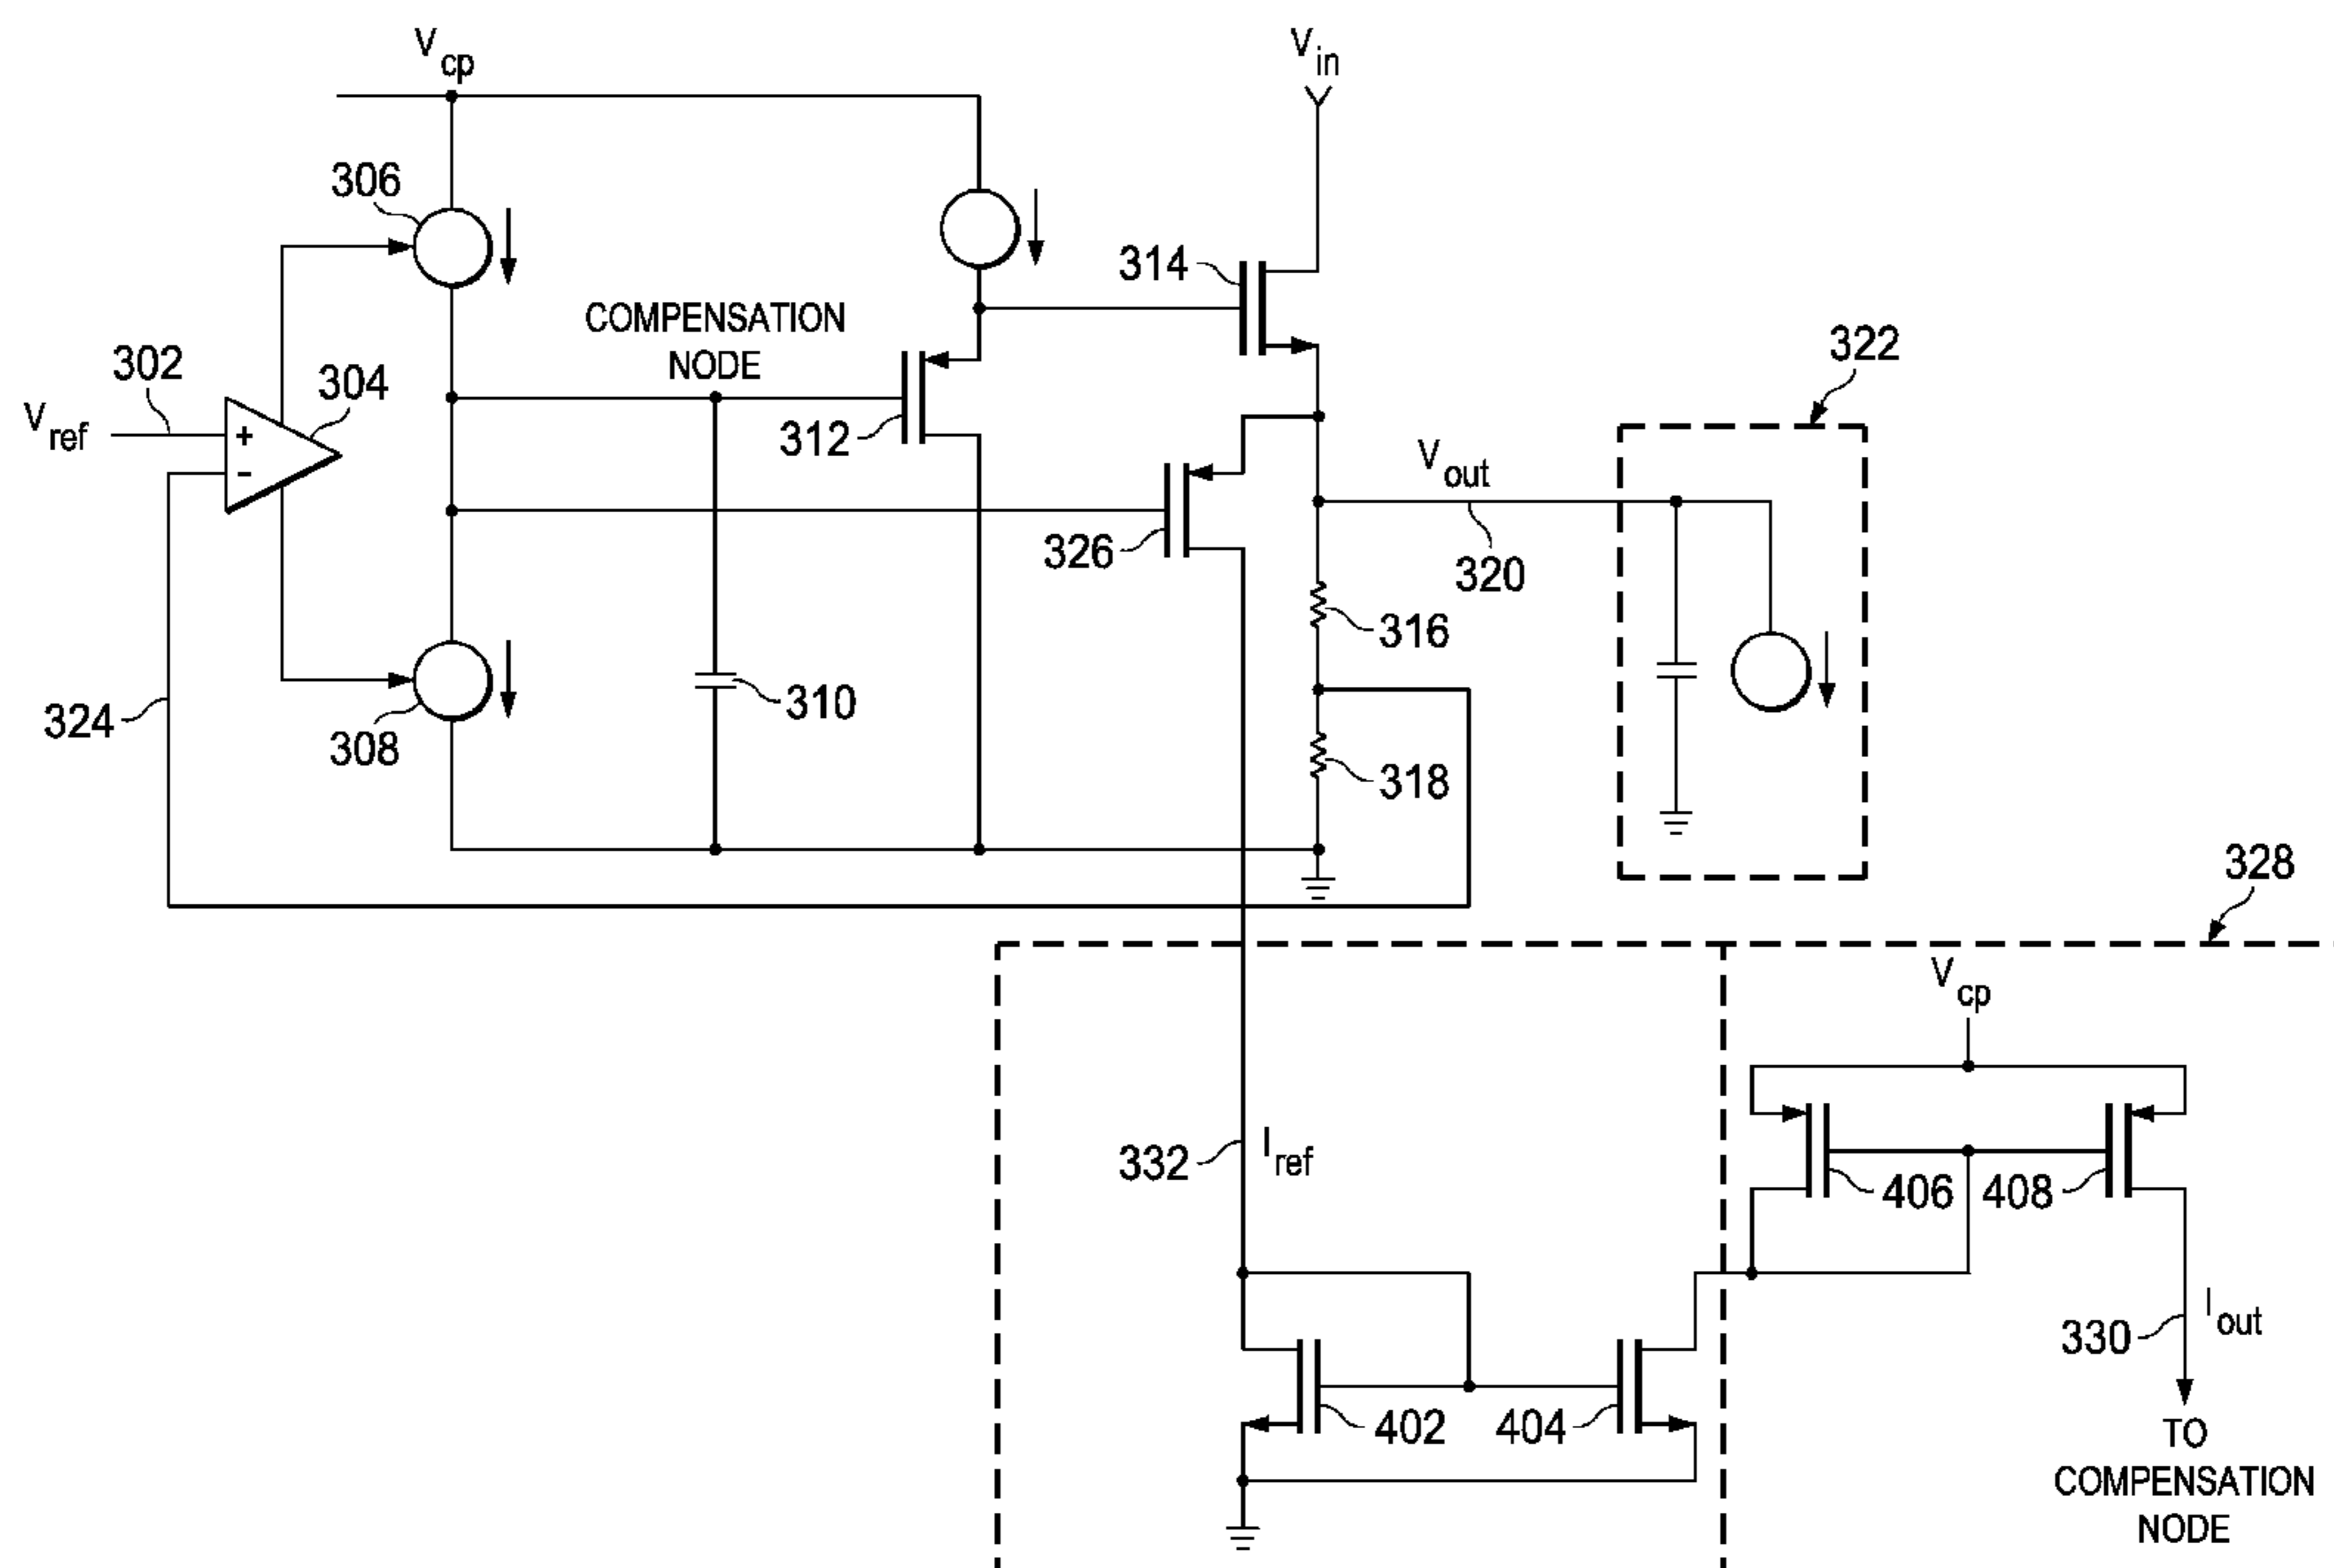 Vcp
Vin
306
314
COMPENSATION
NODE
322
302
304
Vref
+
-
312
Vout
326
320
316
310
324
308
318
328
Vcp
332
Iref
406
408
Iout
330
402
404
TO
COMPENSATION
NODE